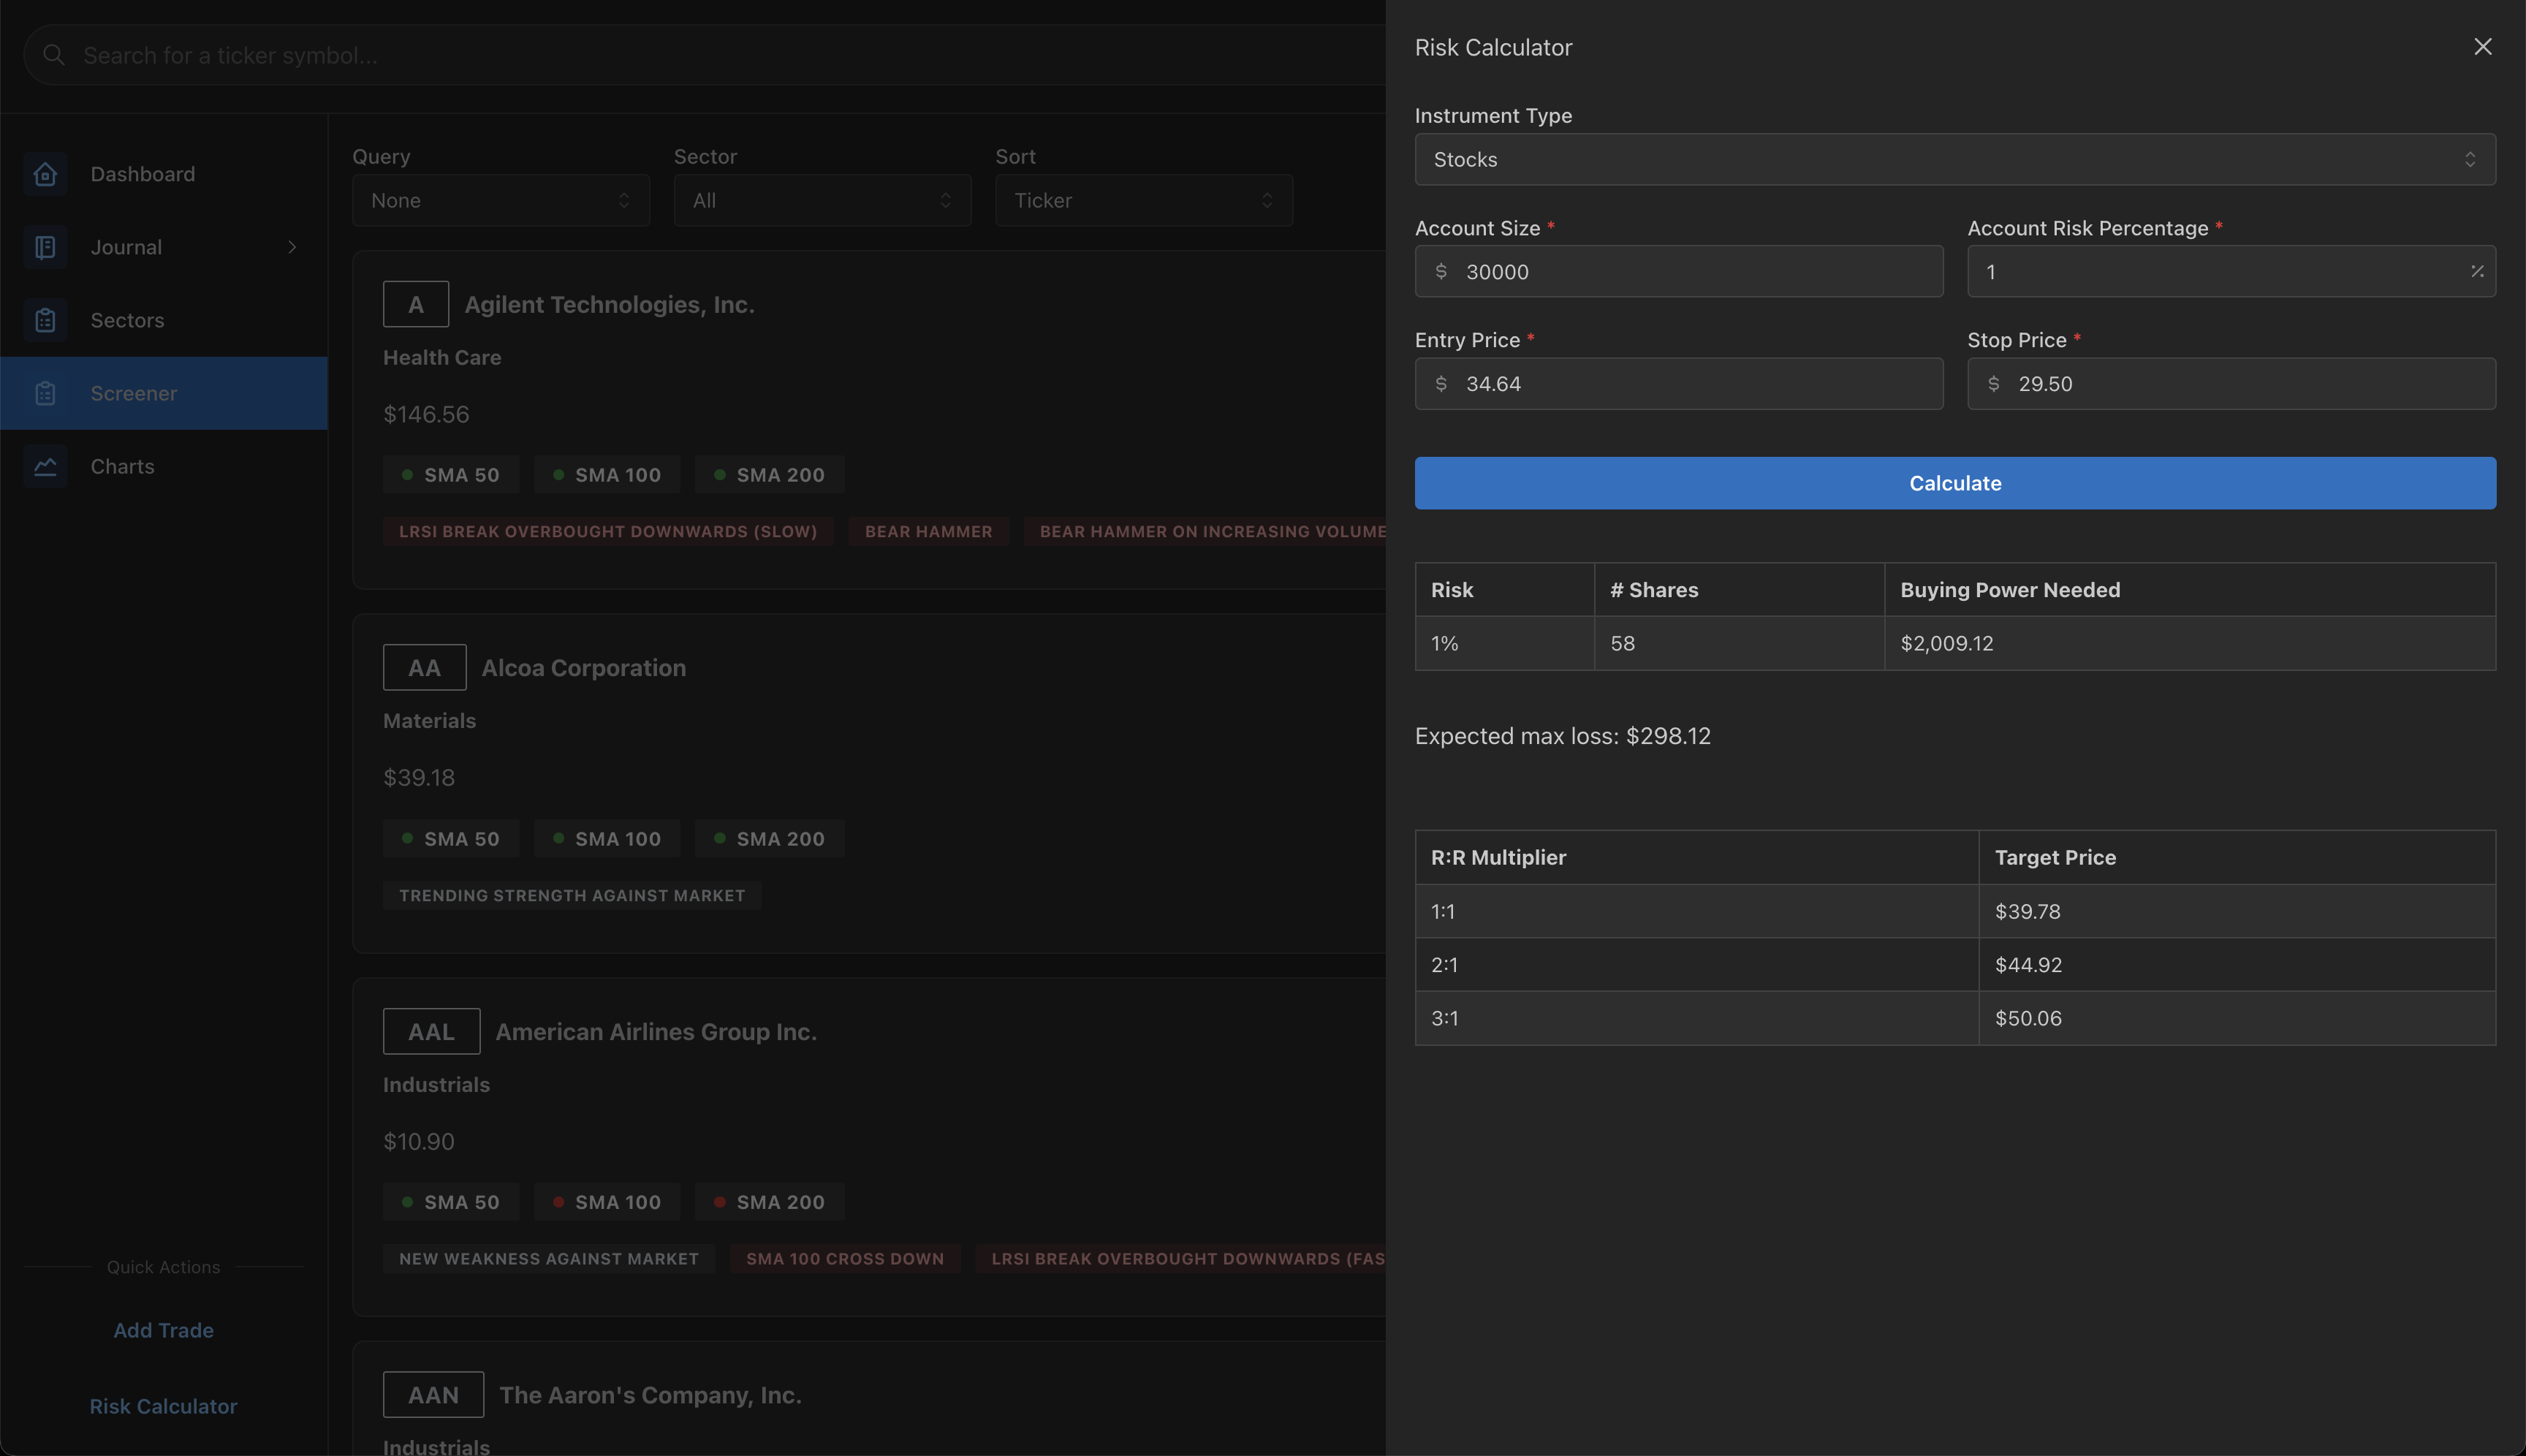 Search for a ticker symbol...
Dashboard
Journal
Sectors
Screener
Charts
Quick Actions
Add Trade
Risk Calculator
Query Sector Sort
None All Ticker
A Agilent Technologies, Inc.
Health Care
$146.56
SMA 50 SMA 100 SMA 200
LRSI BREAK OVERBOUGHT DOWNWARDS (SLOW) BEAR HAMMER BEAR HAMMER ON INCREASING VOLUME
AA Alcoa Corporation
Materials
$39.18
SMA 50 SMA 100 SMA 200
TRENDING STRENGTH AGAINST MARKET
AAL American Airlines Group Inc.
Industrials
$10.90
SMA 50 SMA 100 SMA 200
NEW WEAKNESS AGAINST MARKET SMA 100 CROSS DOWN LRSI BREAK OVERBOUGHT DOWNWARDS (FAS
AAN The Aaron's Company, Inc.
Industrials
Risk Calculator
Instrument Type
Stocks
Account Size * Account Risk Percentage *
$ 30000 1 %
Entry Price * Stop Price *
$ 34.64 $ 29.50
Calculate
Risk # Shares Buying Power Needed
1% 58 $2,009.12
Expected max loss: $298.12
R:R Multiplier Target Price
1:1 $39.78
2:1 $44.92
3:1 $50.06